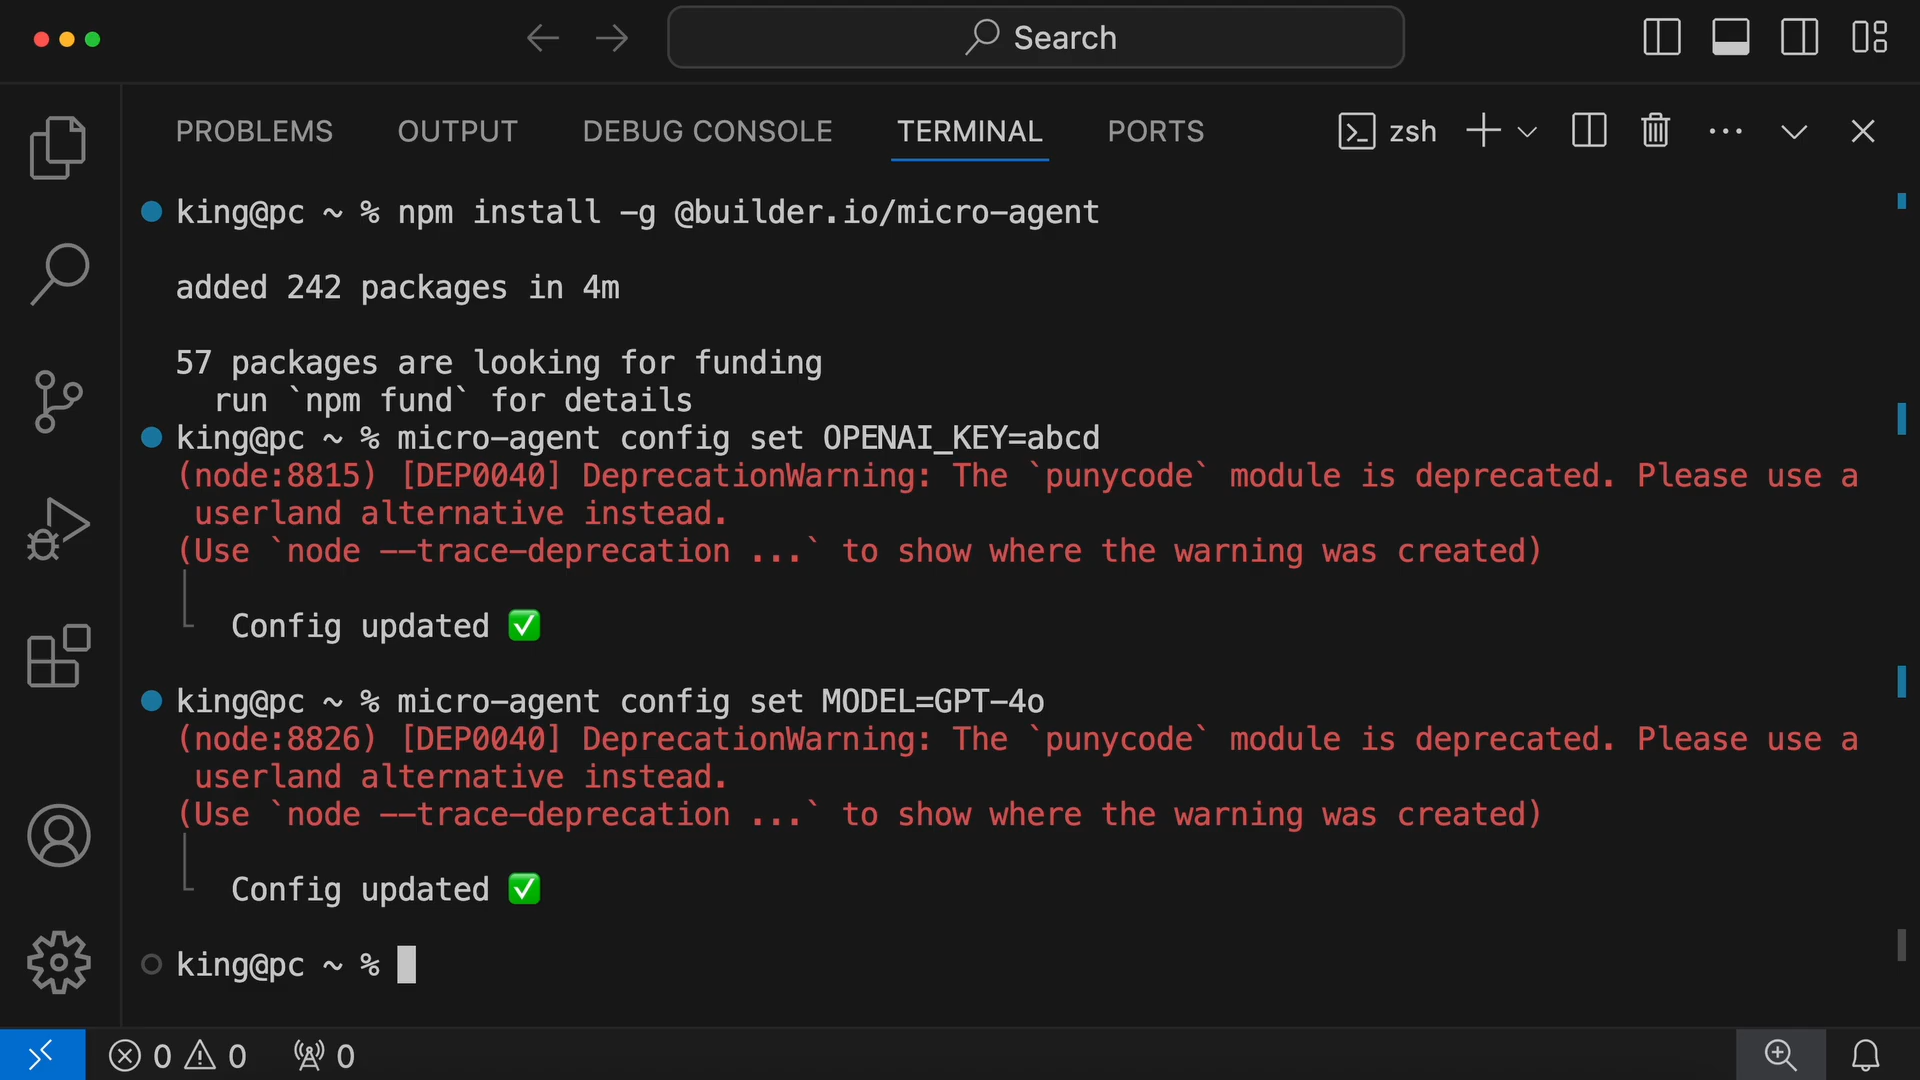 Search
PROBLEMS OUTPUT DEBUG CONSOLE TERMINAL PORTS zsh
king@pc ~ % npm install -g @builder.io/micro-agent
added 242 packages in 4m
57 packages are looking for funding
run `npm fund` for details
king@pc ~ % micro-agent config set OPENAI_KEY=abcd
(node:8815) [DEP0040] DeprecationWarning: The `punycode` module is deprecated. Please use a
userland alternative instead.
(Use `node --trace-deprecation ...` to show where the warning was created)
Config updated ✅
king@pc ~ % micro-agent config set MODEL=GPT-4o
(node:8826) [DEP0040] DeprecationWarning: The `punycode` module is deprecated. Please use a
userland alternative instead.
(Use `node --trace-deprecation ...` to show where the warning was created)
Config updated ✅
king@pc ~ %
0 0 0